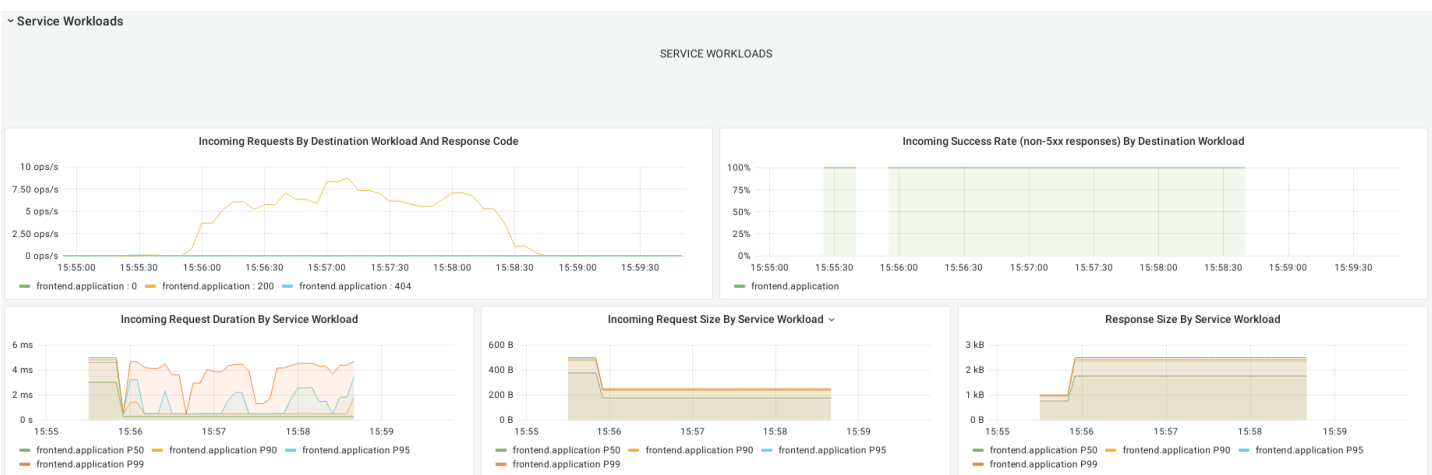 Service Workloads
SERVICE WORKLOADS
Incoming Requests By Destination Workload And Response Code
10 ops/s
7.50 ops/s
5 ops/s
2.50 ops/s
0 ops/s
15:55:00 15:55:30 15:56:00 15:56:30 15:57:00 15:57:30 15:58:00 15:58:30 15:59:00 15:59:30
frontend.application : 0 frontend.application : 200 frontend.application : 404
Incoming Success Rate (non-5xx responses) By Destination Workload
100%
75%
50%
25%
0%
15:55:00 15:55:30 15:56:00 15:56:30 15:57:00 15:57:30 15:58:00 15:58:30 15:59:00 15:59:30
frontend.application
Incoming Request Duration By Service Workload
6 ms
4 ms
2 ms
0 s
15:55 15:56 15:57 15:58 15:59
frontend.application P50 frontend.application P90 frontend.application P95
frontend.application P99
Incoming Request Size By Service Workload
600 B
400 B
200 B
0 B
15:55 15:56 15:57 15:58 15:59
frontend.application P50 frontend.application P90 frontend.application P95
frontend.application P99
Response Size By Service Workload
3 kB
2 kB
1 kB
0 B
15:55 15:56 15:57 15:58 15:59
frontend.application P50 frontend.application P90 frontend.application P95
frontend.application P99